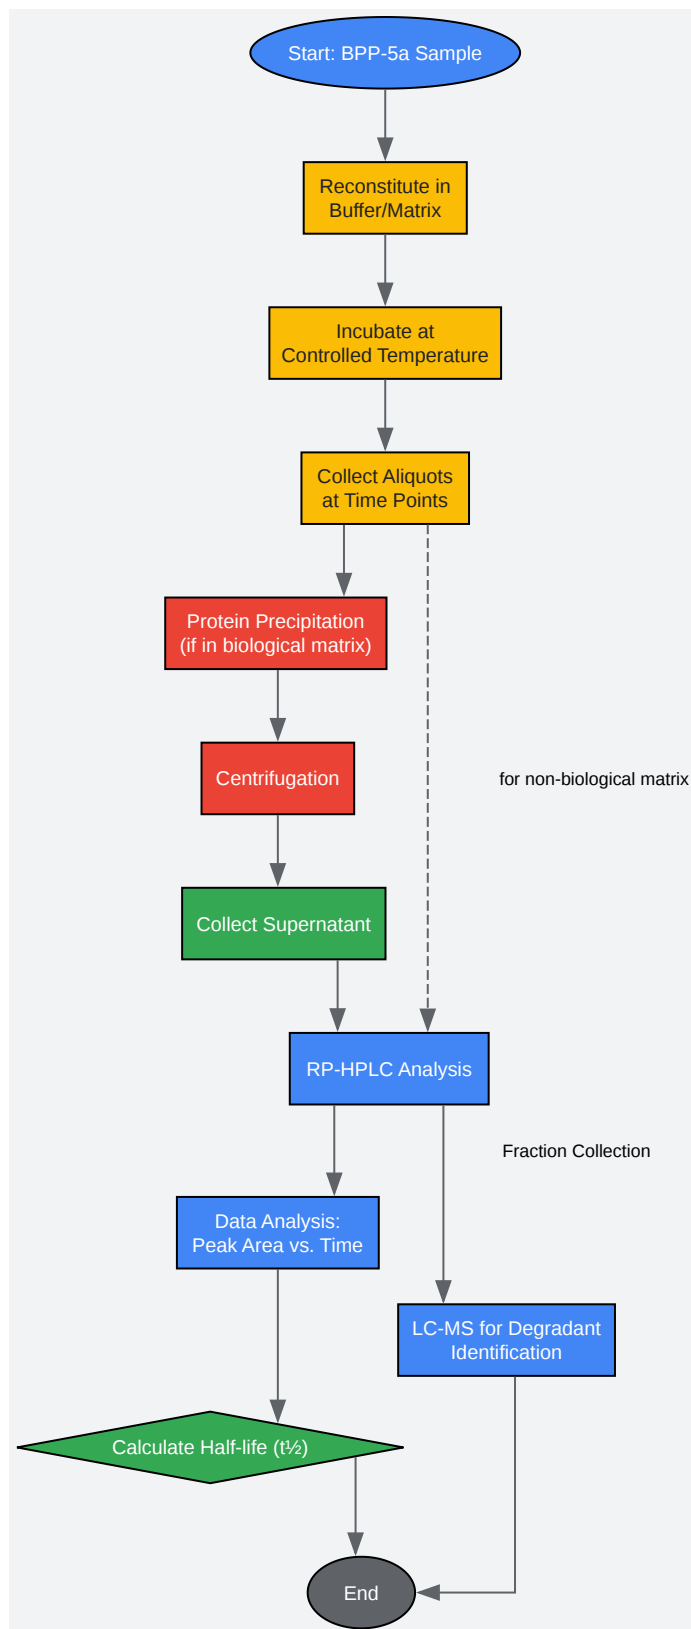 Start: BPP-5a Sample
Reconstitute in
Buffer/Matrix
Incubate at
Controlled Temperature
Collect Aliquots
at Time Points
Protein Precipitation
(if in biological matrix)
Centrifugation
for non-biological matrix
Collect Supernatant
RP-HPLC Analysis
Fraction Collection
Data Analysis:
Peak Area vs. Time
LC-MS for Degradant
Identification
Calculate Half-life (t½)
End